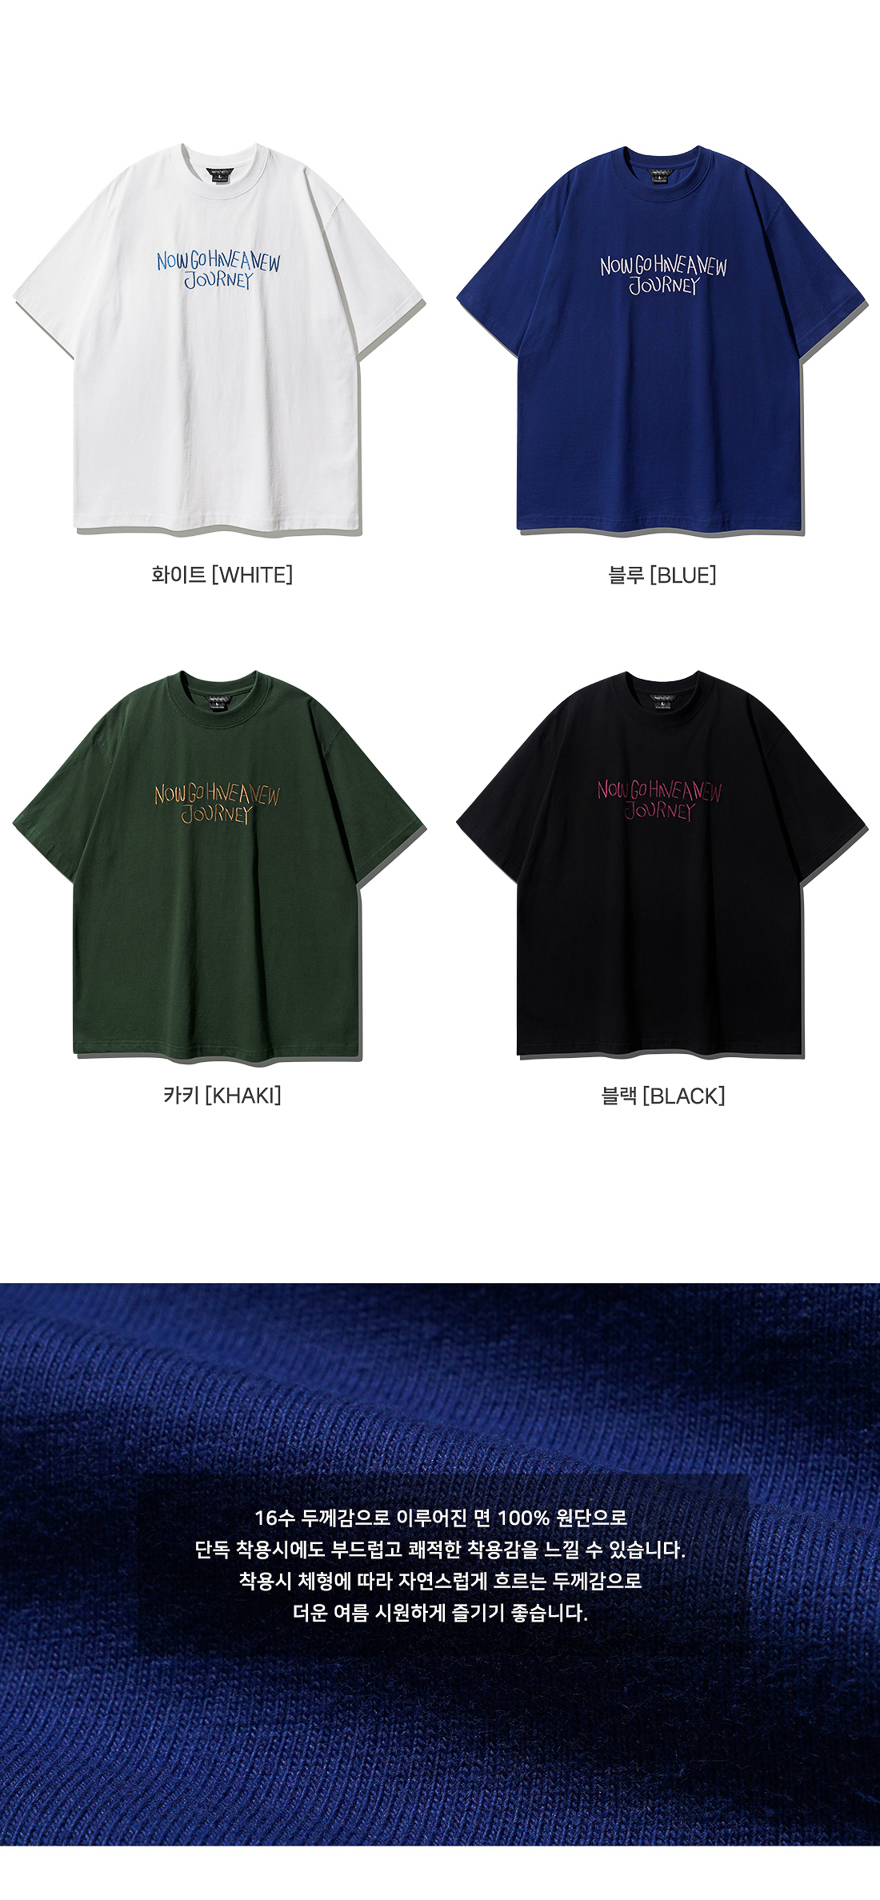 NOW GO HAVE A NEW
JOURNEY
NOW GO HAVE A NEW
JOURNEY
화이트 [WHITE]
블루 [BLUE]
NOW GO HAVE A NEW
JOURNEY
NOW GO HAVE A NEW
JOURNEY
카키 [KHAKI]
블랙 [BLACK]
16수 두께감으로 이루어진 면 100% 원단으로
단독 착용시에도 부드럽고 쾌적한 착용감을 느낄 수 있습니다.
착용시 체형에 따라 자연스럽게 흐르는 두께감으로
더운 여름 시원하게 즐기기 좋습니다.